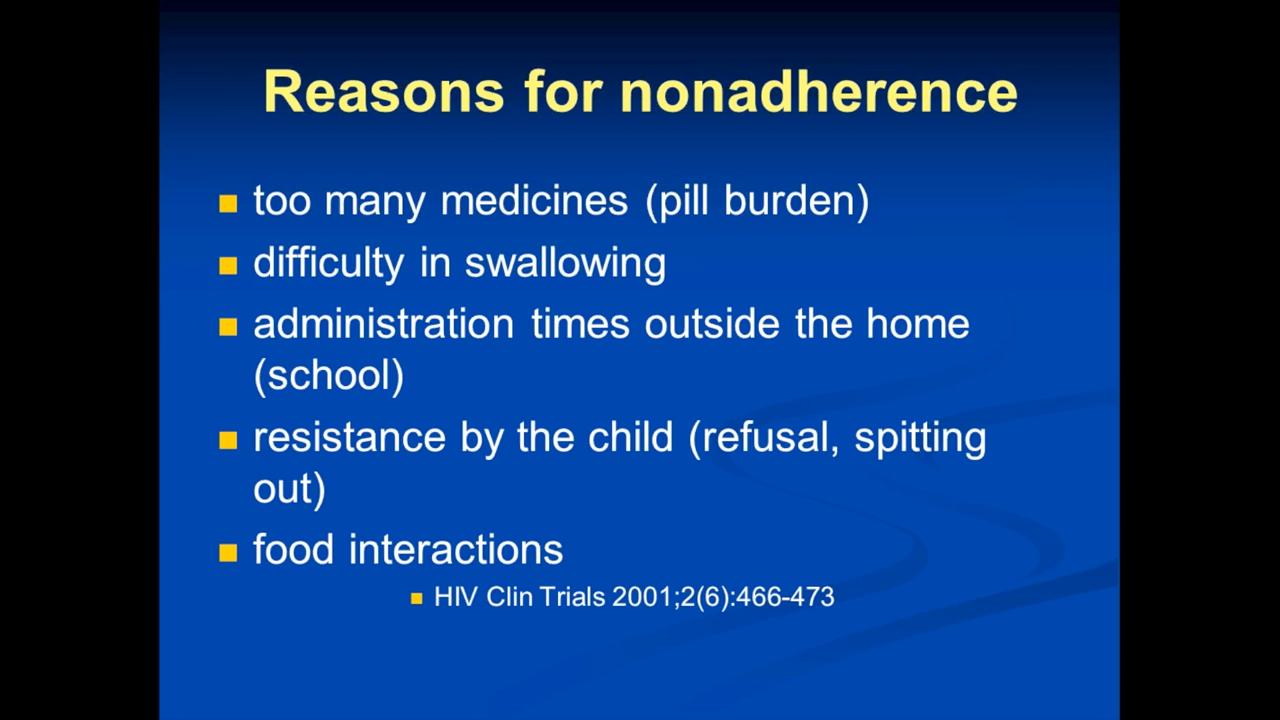 Reasons for nonadherence
too many medicines (pill burden)
difficulty in swallowing
administration times outside the home
(school)
resistance by the child (refusal, spitting
out)
food interactions
HIV Clin Trials 2001;2(6):466-473